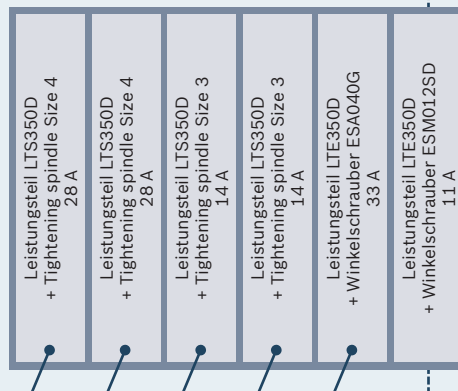 Leistungsteil LTS350D
+ Tightening spindle Size 4
28 A
Leistungsteil LTS350D
+ Tightening spindle Size 4
28 A
Leistungsteil LTS350D
+ Tightening spindle Size 3
14 A
Leistungsteil LTS350D
+ Tightening spindle Size 3
14 A
Leistungsteil LTE350D
+ Winkelschrauber ESA040G
33 A
Leistungsteil LTE350D
+ Winkelschrauber ESM012SD
11 A